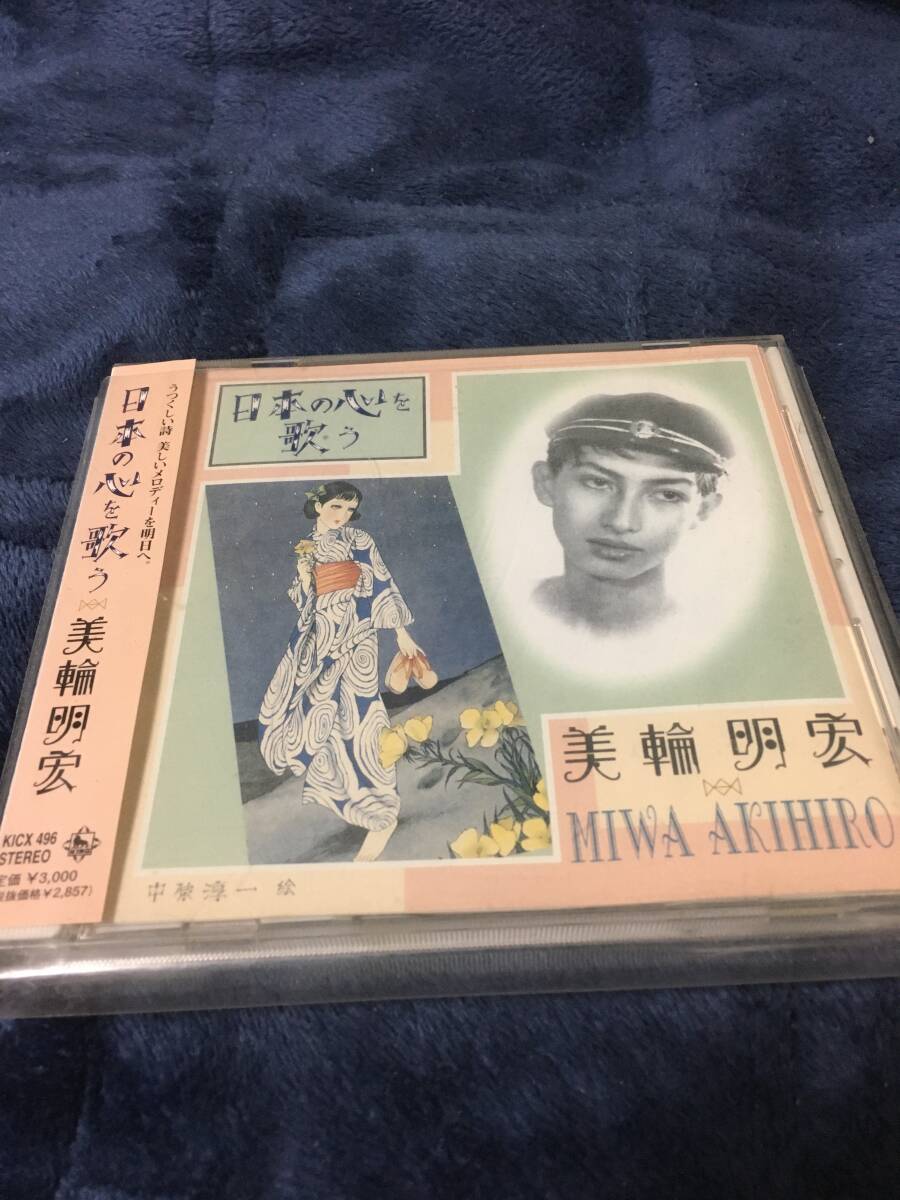 うつくしい詩 美しいメロディーを明日へ。
日本の心を歌う
美輪明宏
KICX 496
STEREO
定価 ¥3,000
税抜価格¥2,857)
日本の心を
歌う
美輪明宏
MIWA AKIHIRO
中原淳一 絵